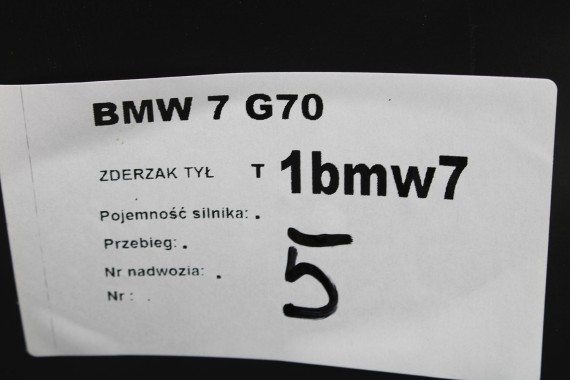 BMW 7 G70
ZDERZAK TYŁ T 1bmw7
Pojemność silnika: .
Przebieg: .
Nr nadwozia: .
Nr : .
5